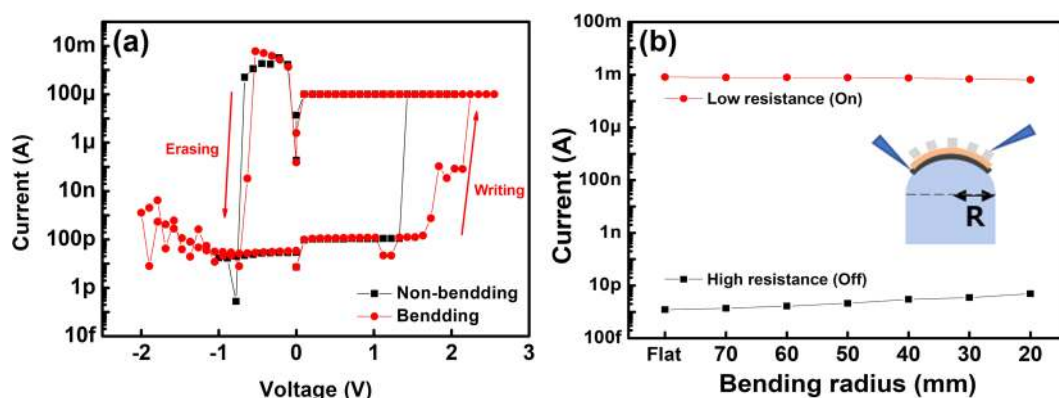 (a)
10m
100µ
1µ
10n
100p
1p
10f
Current (A)
Erasing
Writing
Non-bendding
Bendding
-2
-1
0
1
2
3
Voltage (V)
(b)
100m
1m
10µ
100n
1n
10p
100f
Current (A)
Low resistance (On)
R
High resistance (Off)
Flat
70
60
50
40
30
20
Bending radius (mm)